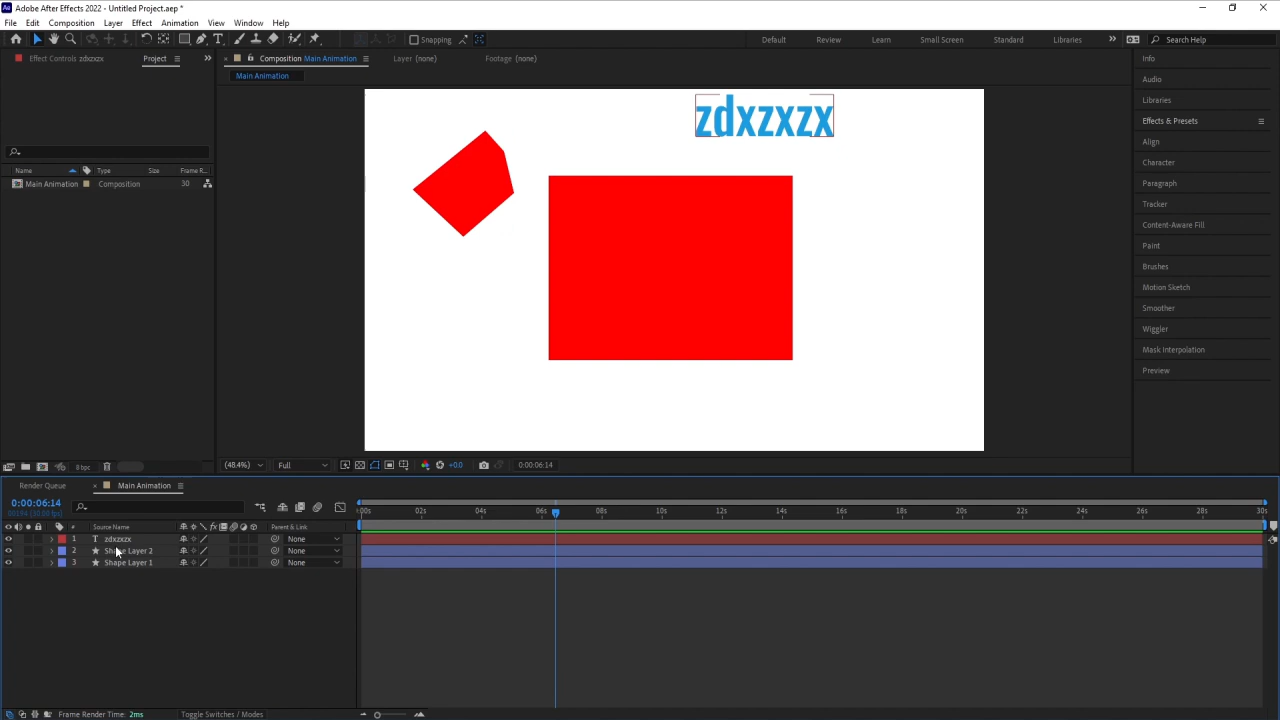 Adobe After Effects 2022 - Untitled Project.aep *
File Edit Composition Layer Effect Animation View Window Help
Snapping Default Review Learn Small Screen Standard Libraries Search Help
Effect Controls zdxzxzx Project Composition Main Animation Layer (none) Footage (none) Info
Main Animation
Audio
Libraries
Effects & Presets
Align
Character
Paragraph
Tracker
Content-Aware Fill
Paint
Brushes
Motion Sketch
Smoother
Wiggler
Mask Interpolation
Preview
Name Type Size Frame R...
Main Animation Composition 30
zdxzxzx
8 bpc (48.4%) Full +0.0 0:00:06:14
Render Queue Main Animation
0:00:06:14
:00s 02s 04s 06s 08s 10s 12s 14s 16s 18s 20s 22s 24s 26s 28s 30s
# Source Name Parent & Link
1 T zdxzxzx None
2 Shape Layer 2 None
3 Shape Layer 1 None
Frame Render Time: 2ms Toggle Switches / Modes